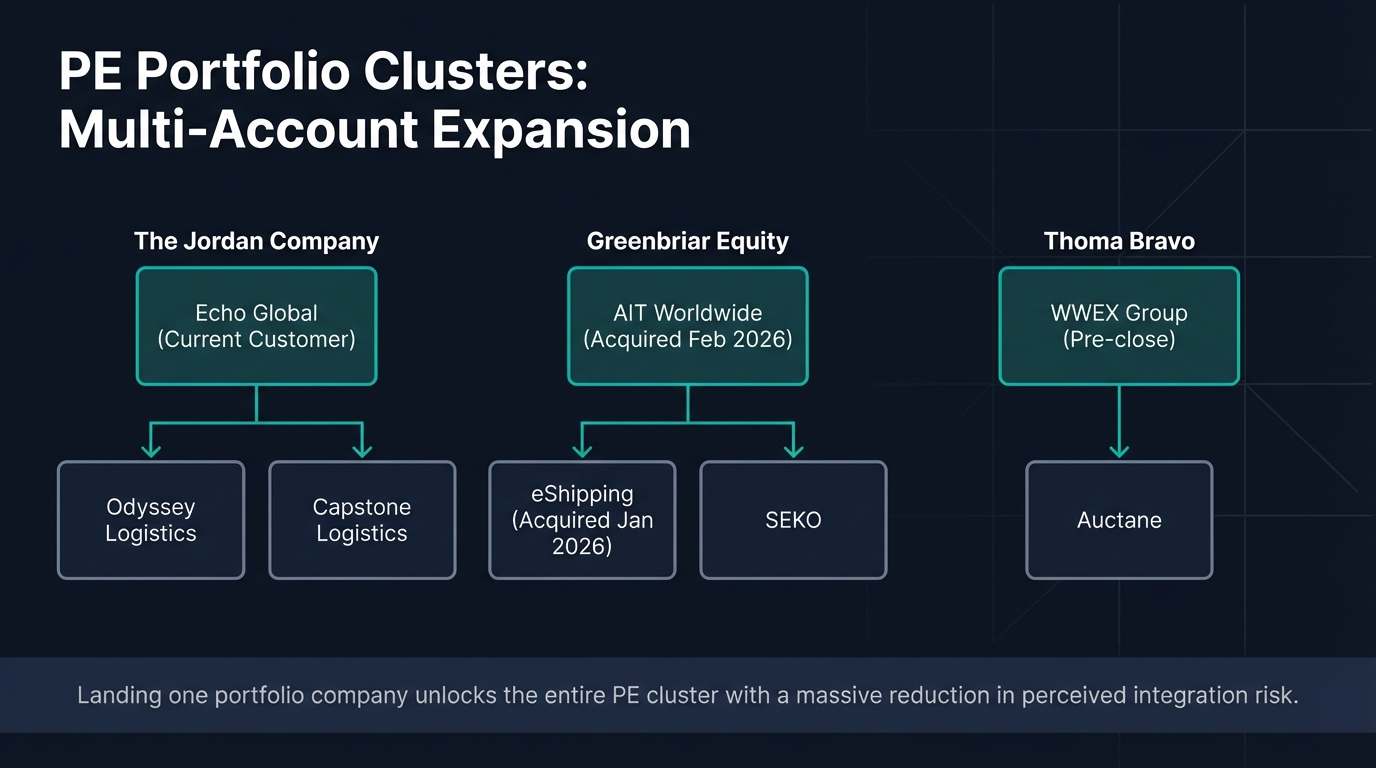 PE Portfolio Clusters:
Multi-Account Expansion
The Jordan Company
Echo Global
(Current Customer)
Odyssey
Logistics
Capstone
Logistics
Greenbriar Equity
AIT Worldwide
(Acquired Feb 2026)
eShipping
(Acquired Jan
2026)
SEKO
Thoma Bravo
WWEX Group
(Pre-close)
Auctane
Landing one portfolio company unlocks the entire PE cluster with a massive reduction in perceived integration risk.